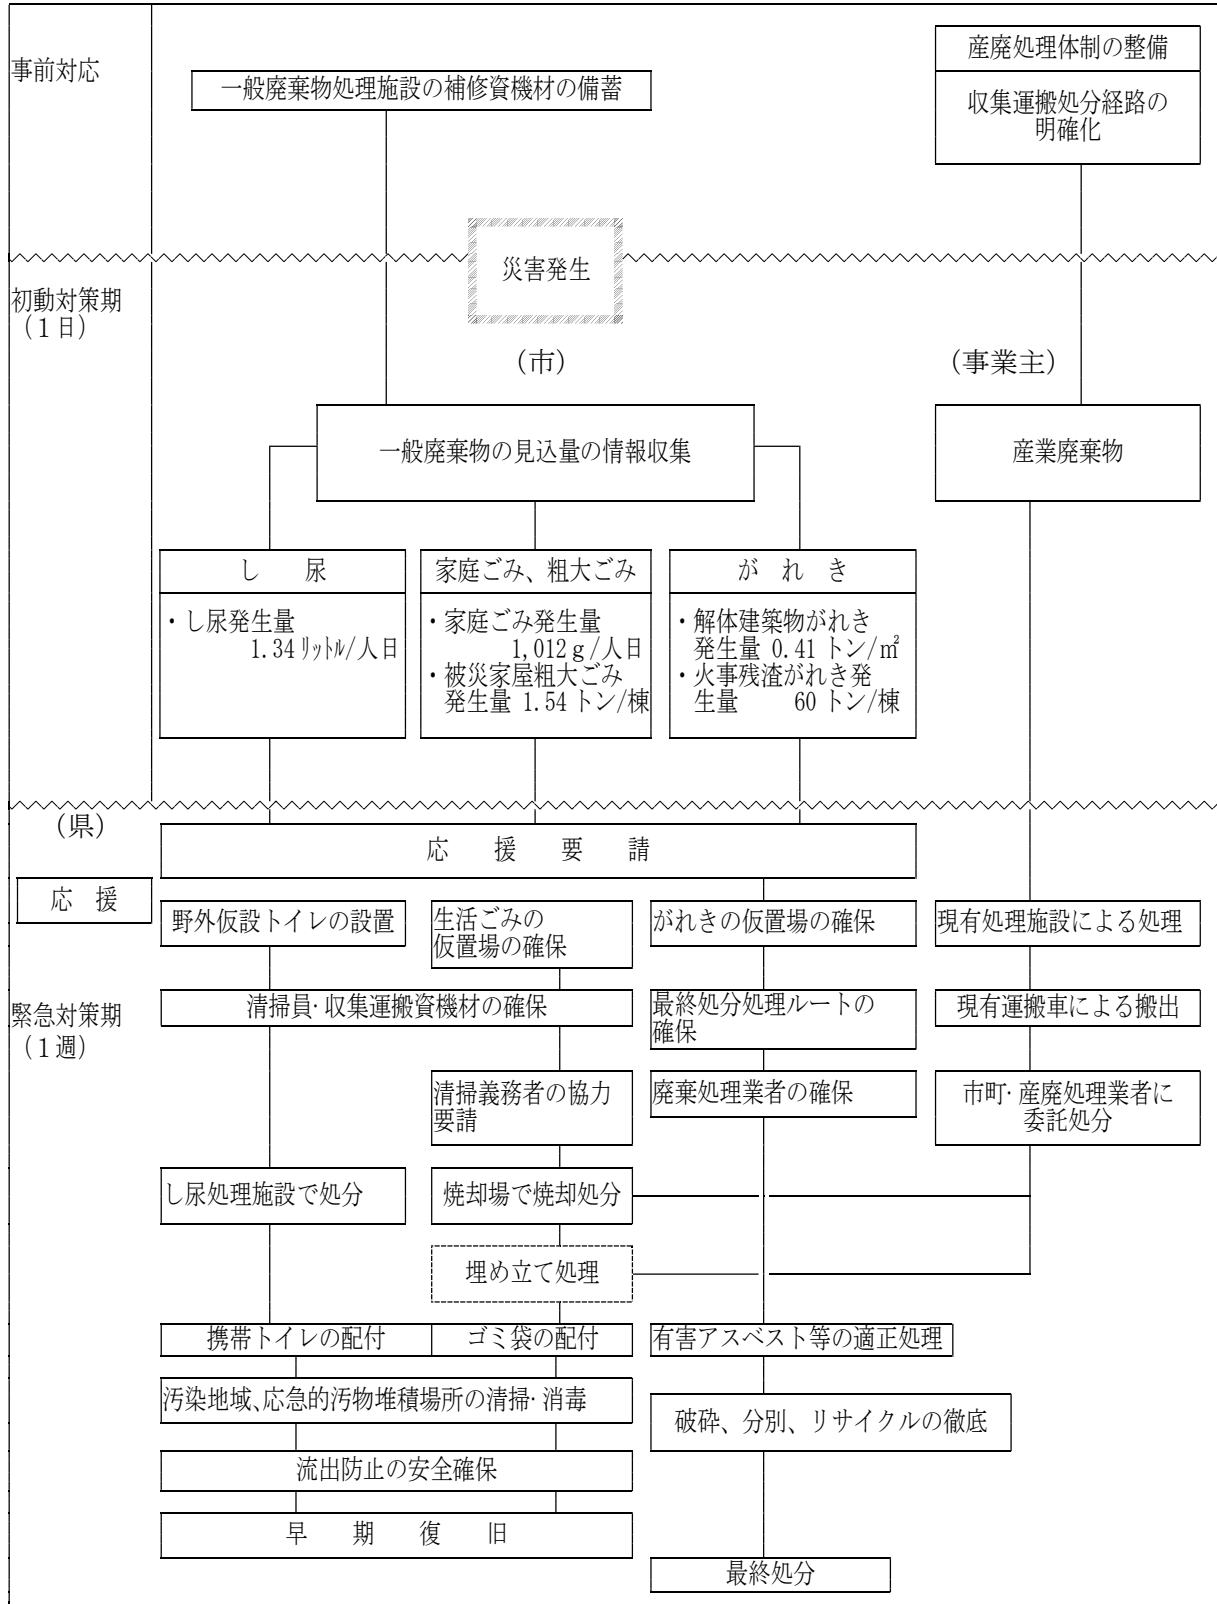 事前対応
一般廃棄物処理施設の補修資機材の備蓄
産廃処理体制の整備
収集運搬処分経路の
明確化
災害発生
初動対策期
（１日）
（市）
（事業主）
一般廃棄物の見込量の情報収集
産業廃棄物
し　　尿
・し尿発生量
1.34 ﾘｯﾄﾙ/人日
家庭ごみ、粗大ごみ
・家庭ごみ発生量
1,012ｇ/人日
・被災家屋粗大ごみ
発生量 1.54 トン/棟
が　れ　き
・解体建築物がれき
発生量 0.41 トン/㎡
・火事残渣がれき発
生量　　60 トン/棟
（県）
応　援　要　請
応　援
野外仮設トイレの設置
生活ごみの
仮置場の確保
がれきの仮置場の確保
現有処理施設による処理
緊急対策期
（１週）
清掃員･収集運搬資機材の確保
最終処分処理ルートの
確保
現有運搬車による搬出
清掃義務者の協力
要請
廃棄処理業者の確保
市町･産廃処理業者に
委託処分
し尿処理施設で処分
焼却場で焼却処分
埋め立て処理
携帯トイレの配付
ゴミ袋の配付
有害アスベスト等の適正処理
汚染地域､応急的汚物堆積場所の清掃･消毒
破砕、分別、リサイクルの徹底
流出防止の安全確保
早　期　復　旧
最終処分